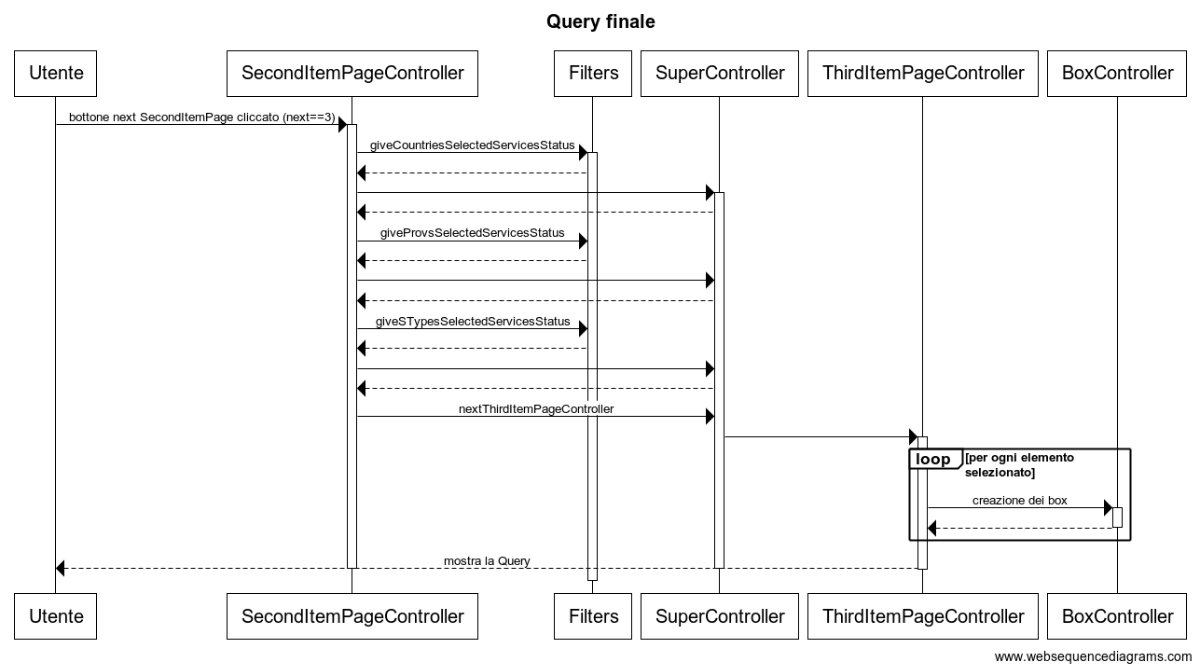 Query finale
Utente
SecondItemPageController
Filters
SuperController
ThirdItemPageController
BoxController
bottone next SecondItemPage cliccato (next==3)
giveCountriesSelectedServicesStatus
giveProvsSelectedServicesStatus
giveSTypesSelectedServicesStatus
nextThirdItemPageController
loop
[per ogni elemento
selezionato]
creazione dei box
mostra la Query
Utente
SecondItemPageController
Filters
SuperController
ThirdItemPageController
BoxController
www.websequencediagrams.com